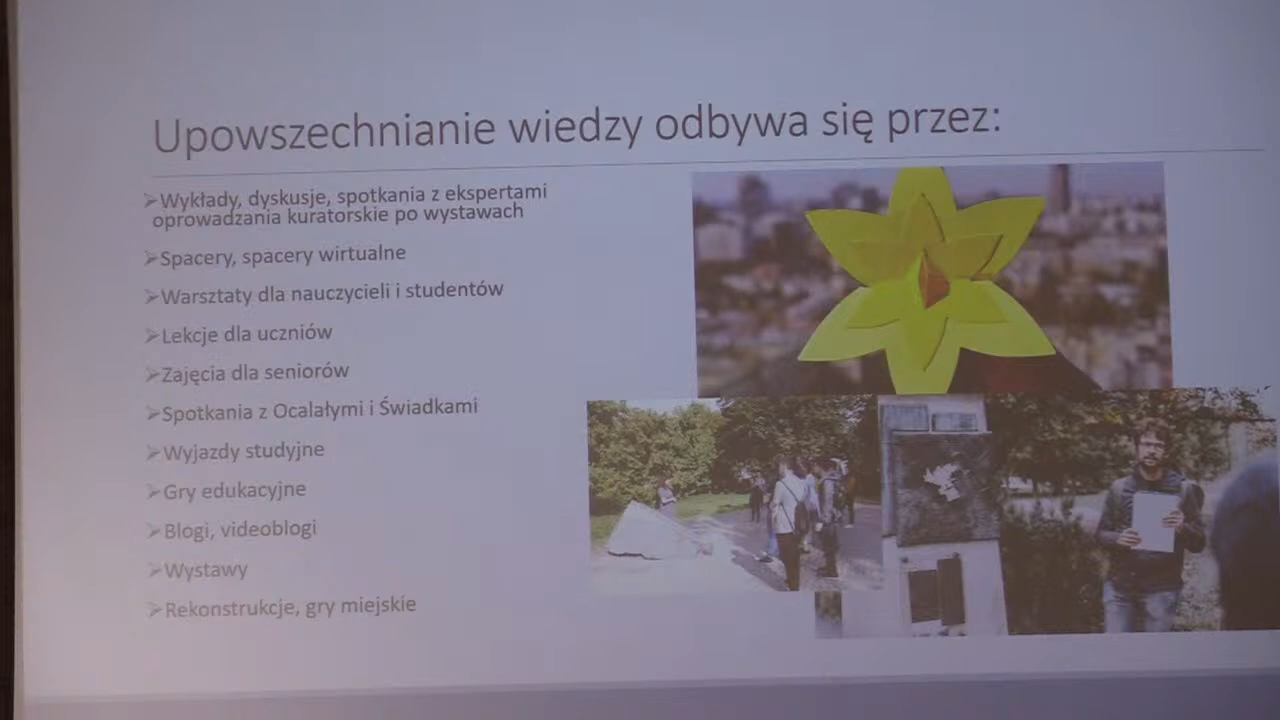 Upowszechnianie wiedzy odbywa się przez:
Wykłady, dyskusje, spotkania z ekspertami
oprowadzania kuratorskie po wystawach
Spacery, spacery wirtualne
Warsztaty dla nauczycieli i studentów
Lekcje dla uczniów
Zajęcia dla seniorów
Spotkania z Ocalałymi i Świadkami
Wyjazdy studyjne
Gry edukacyjne
Blogi, videoblogi
Wystawy
Rekonstrukcje, gry miejskie